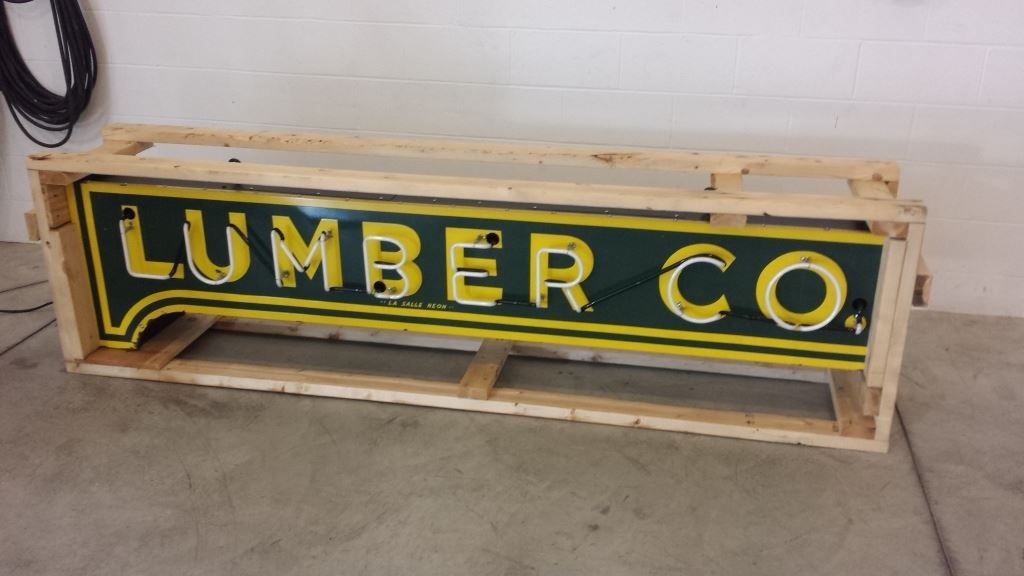 LUMBER CO.
"LA SALLE NEON"